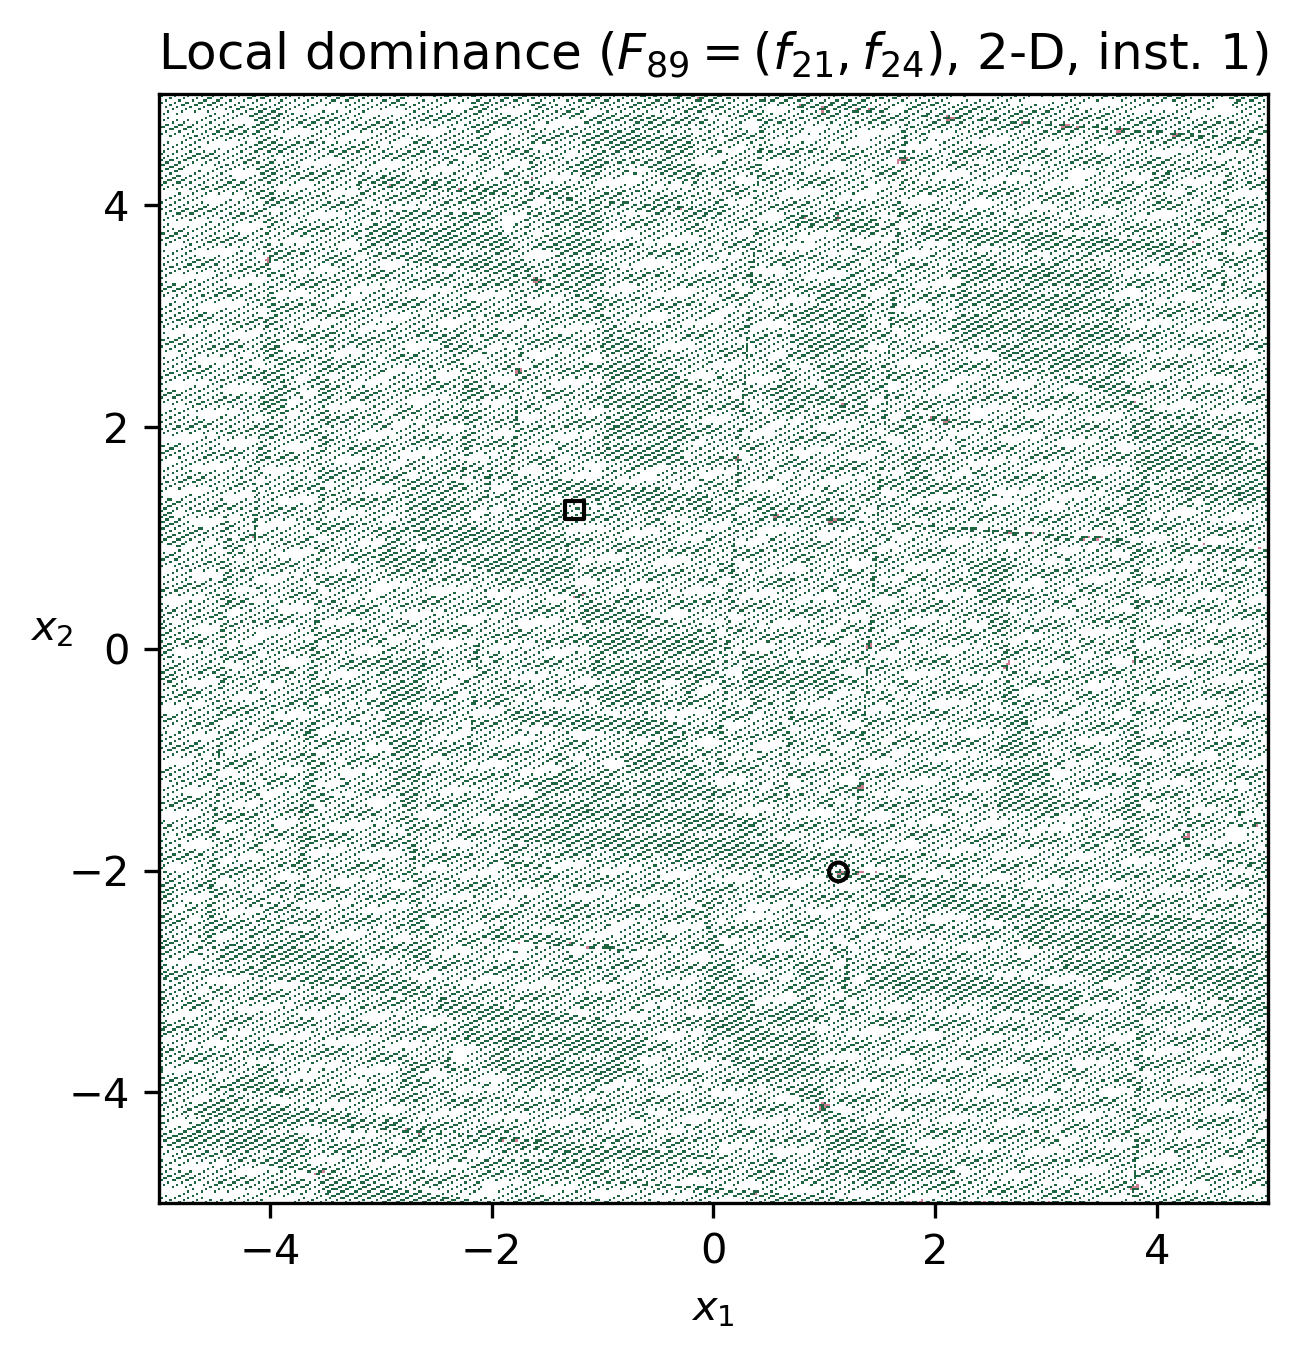 Local dominance (F₈₉ = (f₂₁, f₂₄), 2-D, inst. 1)
4
2
x₂
0
−2
−4
−4 −2 0 2 4
x₁